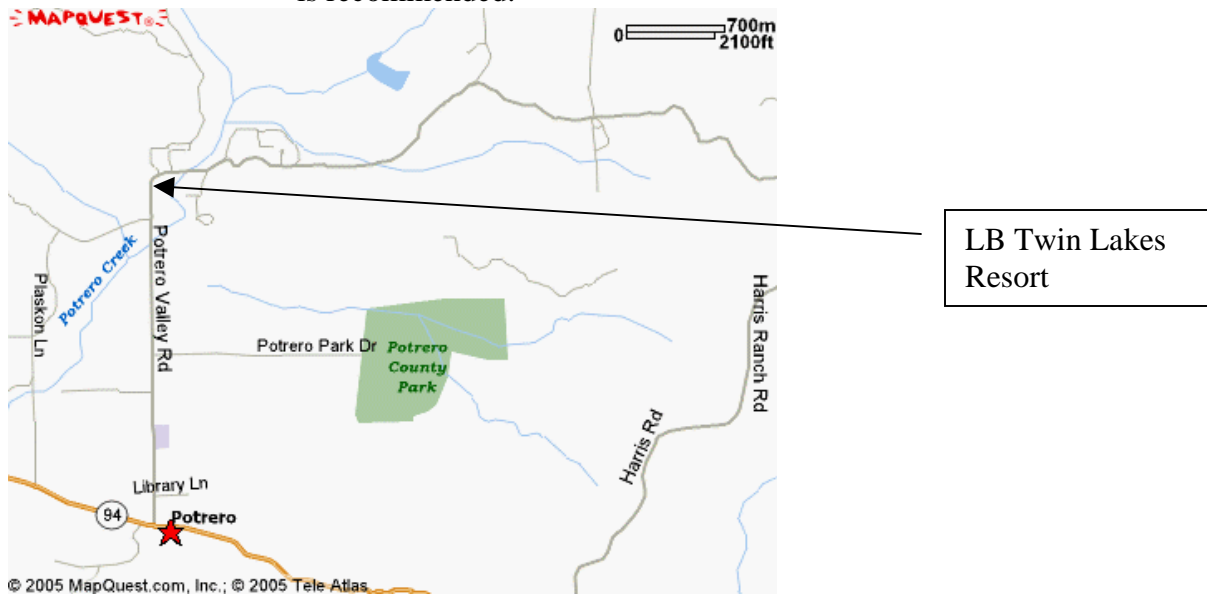 is recommended.
MAPQUEST®
700m
0
2100ft
LB Twin Lakes
Resort
Potrero Creek
Potrero Valley Rd
Plaskon Ln
Harris Ranch Rd
Potrero Park Dr
Potrero
County
Park
Harris Rd
Library Ln
94
Potrero
© 2005 MapQuest.com, Inc.; © 2005 Tele Atlas